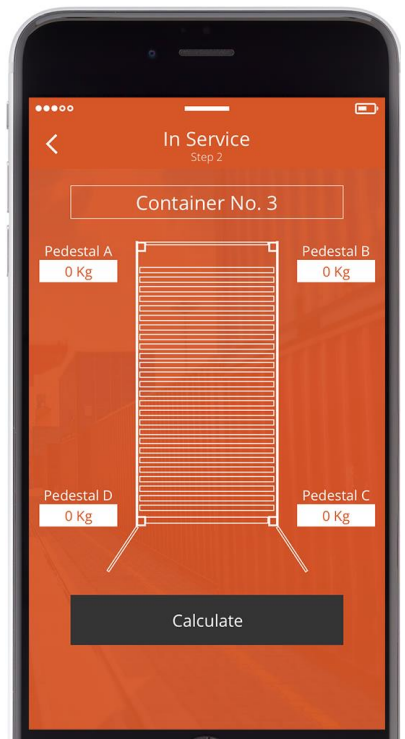 In Service
Step 2
Container No. 3
Pedestal A
0 Kg
Pedestal B
0 Kg
Pedestal D
0 Kg
Pedestal C
0 Kg
Calculate